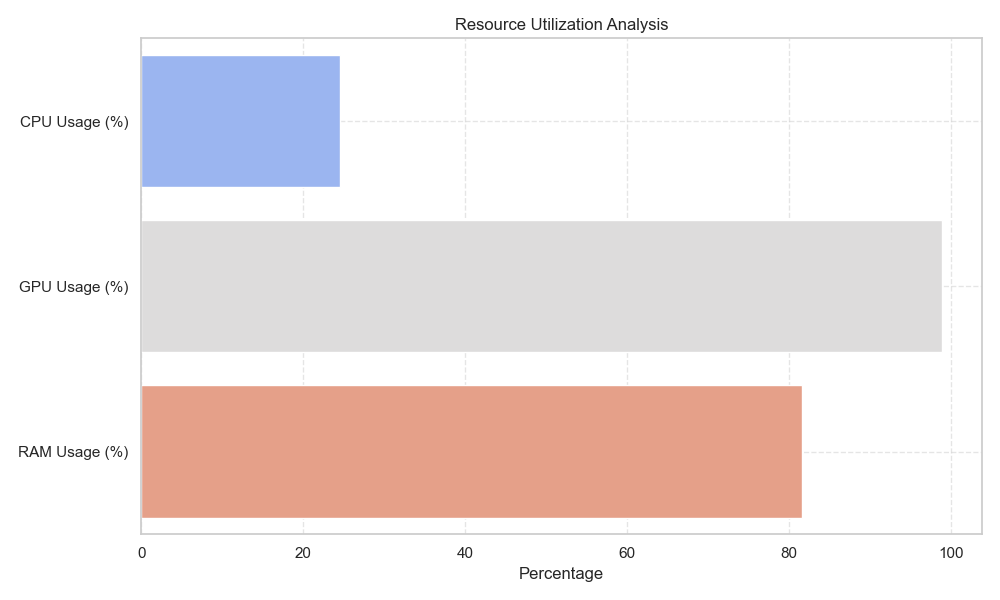 Resource Utilization Analysis
CPU Usage (%)
GPU Usage (%)
RAM Usage (%)
0 20 40 60 80 100
Percentage